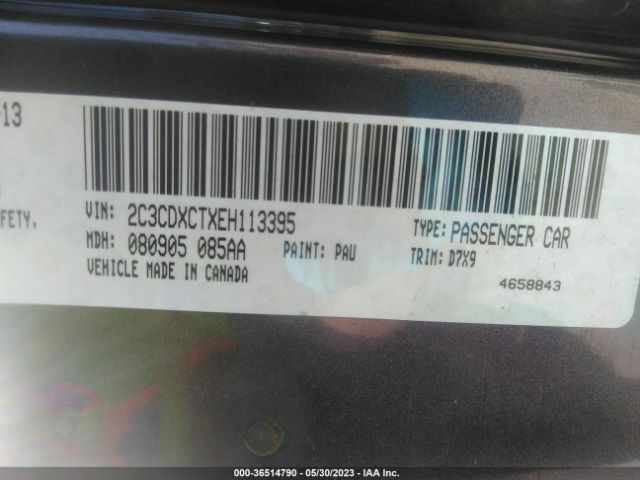 -13
FETY.
VIN: 2C3CDXCTXEH113395
TYPE: PASSENGER CAR
MDH: 080905 085AA
PAINT: PAU
TRIM: D7X9
VEHICLE MADE IN CANADA
4658843
000-36514790 - 05/30/2023 - IAA Inc.